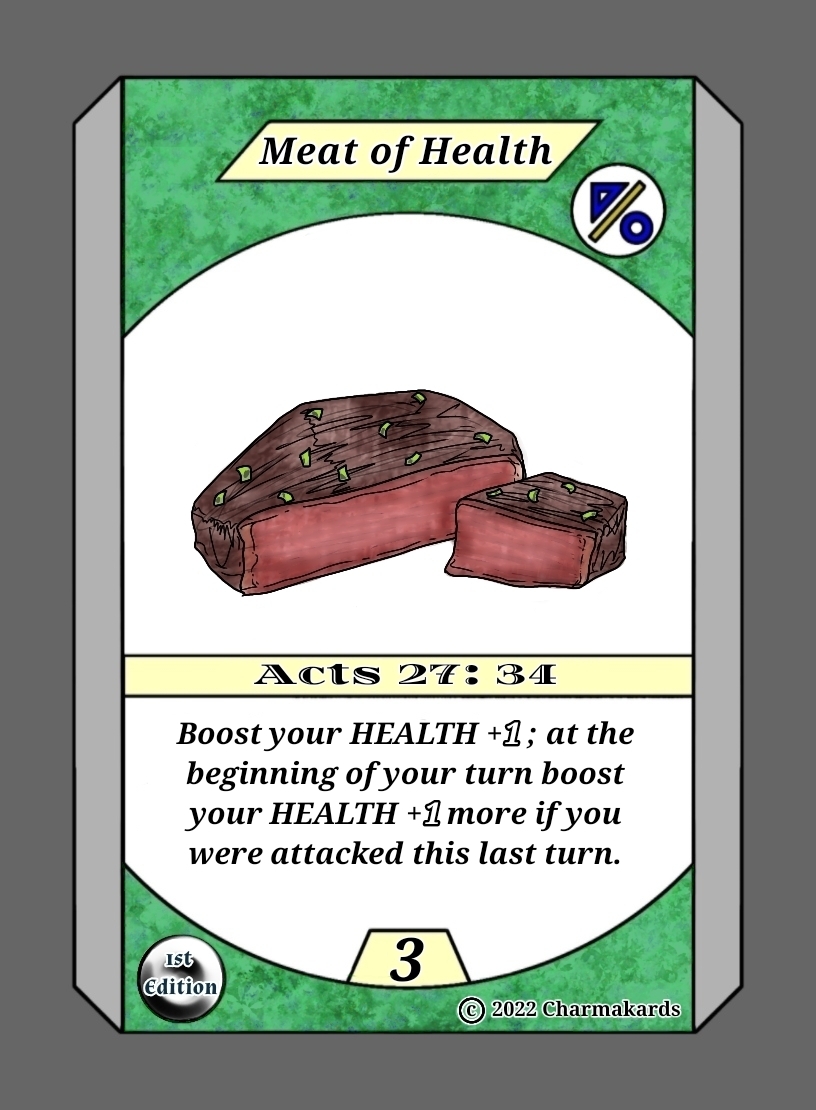 Meat of Health
Acts 27: 34
Boost your HEALTH +1; at the
beginning of your turn boost
your HEALTH +1 more if you
were attacked this last turn.
3
1st
Edition
© 2022 Charmakards